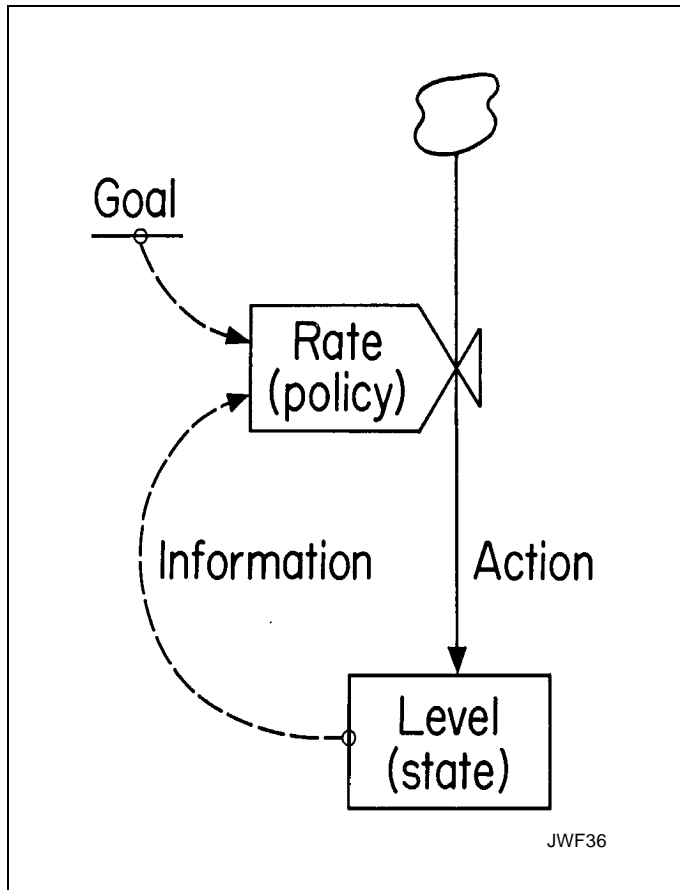 Goal
Rate
(policy)
Information
Action
Level
(state)
JWF36